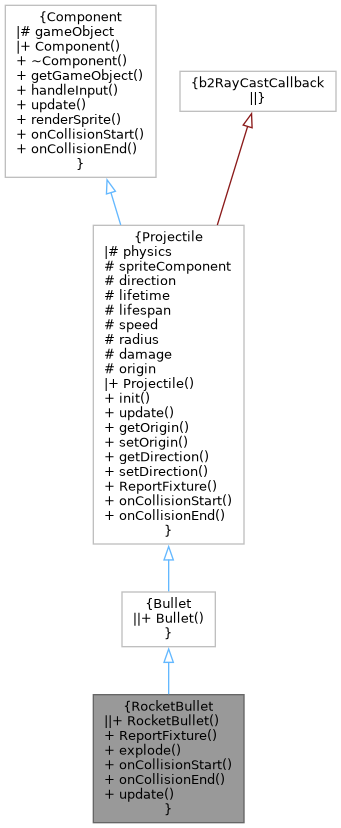 {Component
|# gameObject
|+ Component()
+ ~Component()
+ getGameObject()
+ handleInput()
+ update()
+ renderSprite()
+ onCollisionStart()
+ onCollisionEnd()
}
{b2RayCastCallback
||}
{Projectile
|# physics
# spriteComponent
# direction
# lifetime
# lifespan
# speed
# radius
# damage
# origin
|+ Projectile()
+ init()
+ update()
+ getOrigin()
+ setOrigin()
+ getDirection()
+ setDirection()
+ ReportFixture()
+ onCollisionStart()
+ onCollisionEnd()
}
{Bullet
||+ Bullet()
}
{RocketBullet
||+ RocketBullet()
+ ReportFixture()
+ explode()
+ onCollisionStart()
+ onCollisionEnd()
+ update()
}